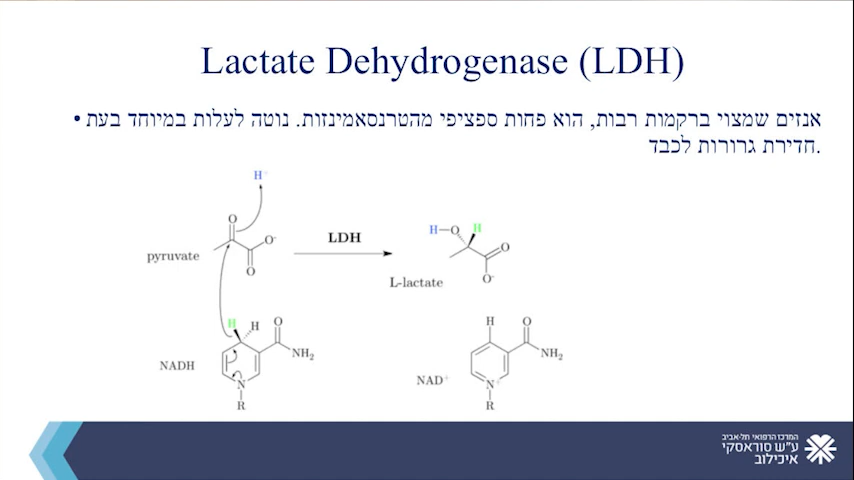 Lactate Dehydrogenase (LDH)
• אנזים שמצוי ברקמות רבות, הוא פחות ספציפי מהטרנסאמינזות. נוטה לעלות במיוחד בעת
חדירת גרורות לכבד.
H+
O
O-
O
pyruvate
LDH
H—O
H
O
O-
L-lactate
H
H
O
NH2
N
R
NADH
H
O
NH2
N+
R
NAD+
המרכז הרפואי תל-אביב
ע"ש סוראסקי
איכילוב